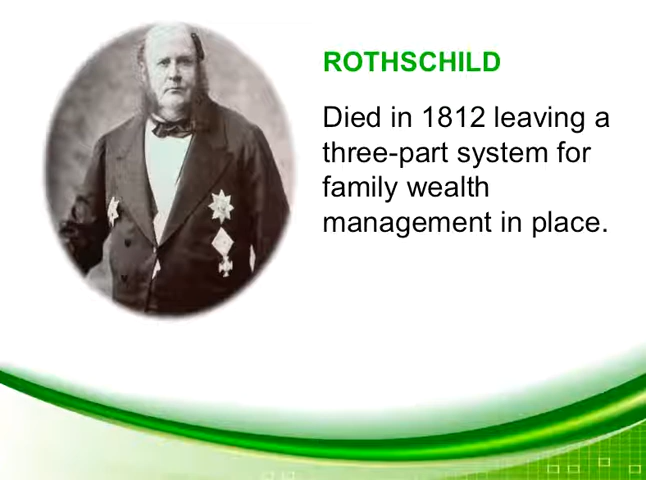 ROTHSCHILD
Died in 1812 leaving a
three-part system for
family wealth
management in place.